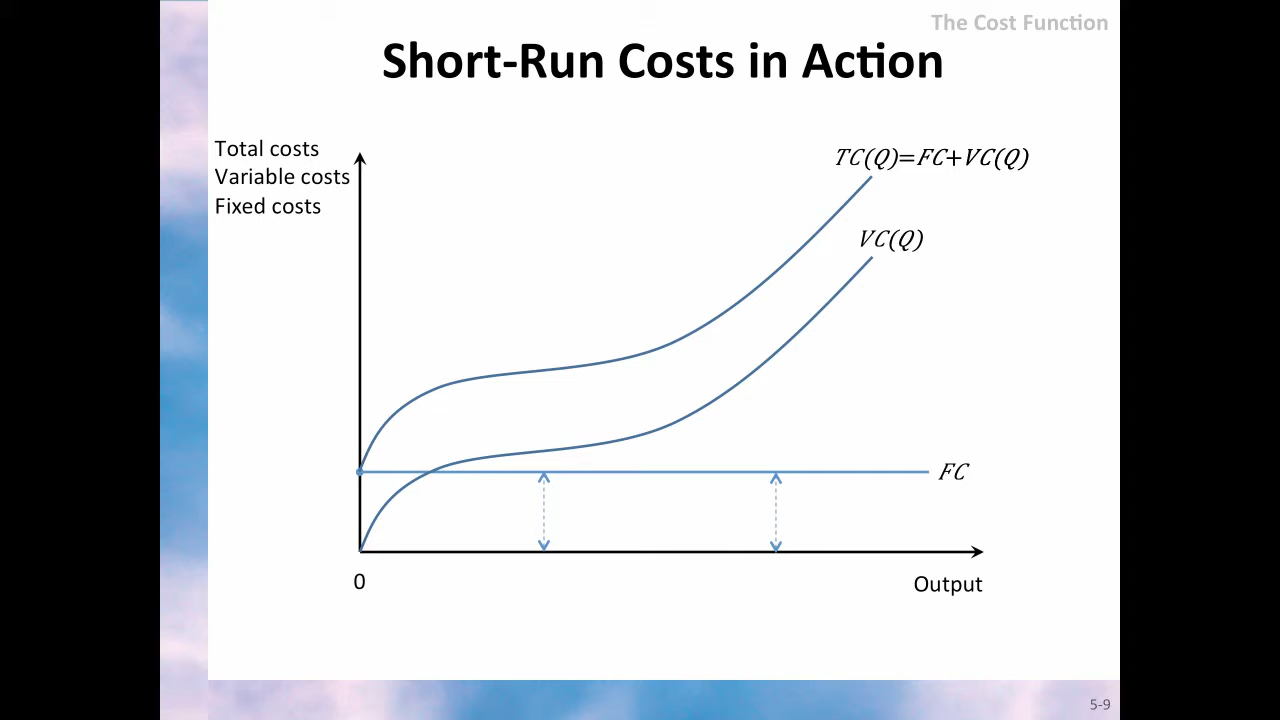 The Cost Function
Short-Run Costs in Action
Total costs
Variable costs
Fixed costs
TC(Q)=FC+VC(Q)
VC(Q)
FC
0
Output
5-9